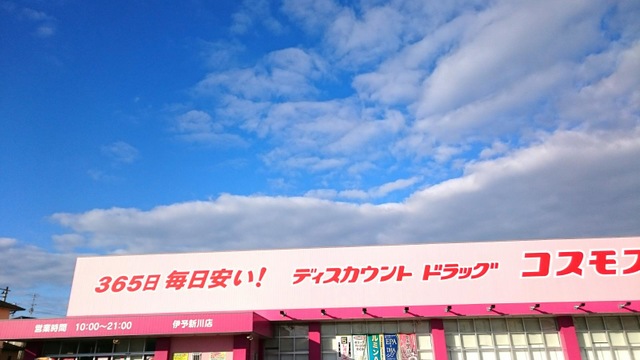 365日 毎日安い! ディスカウント ドラッグ コスモス
営業時間 10:00〜21:00 伊予新川店